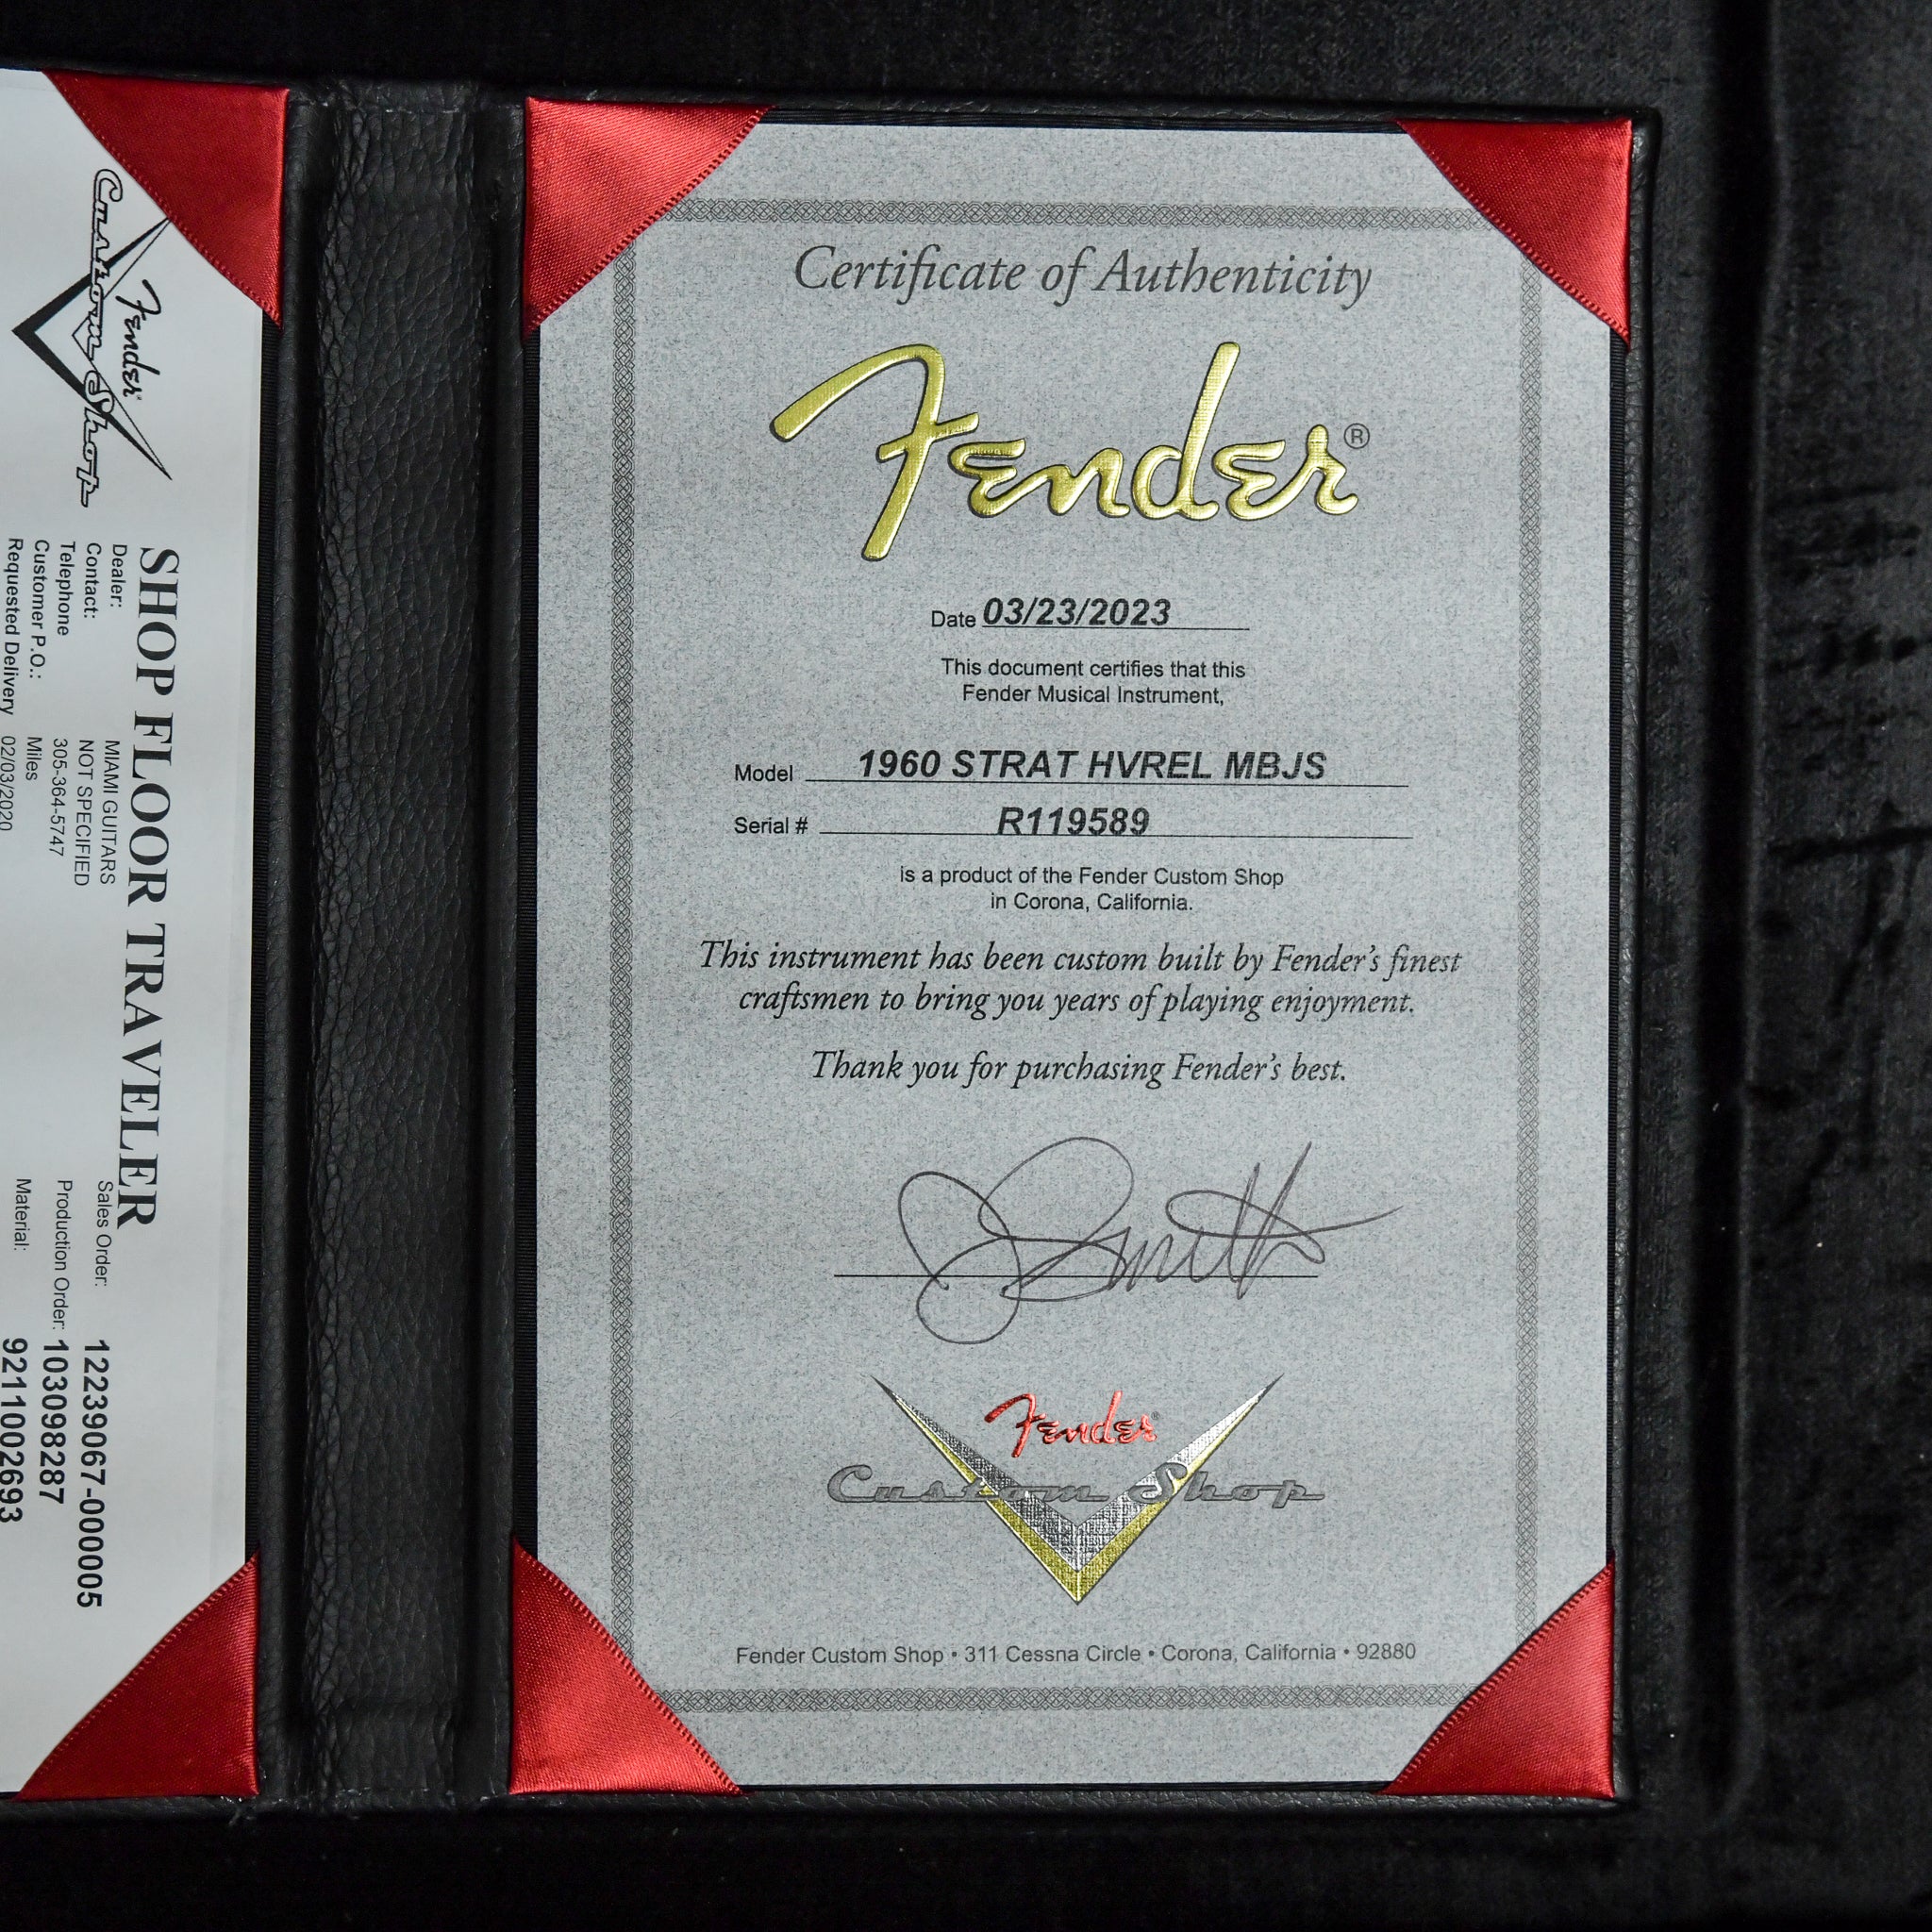 Fender
Custom Shop
SHOP FLOOR TRAVELER
Dealer: MIAMI GUITARS
Contact: NOT SPECIFIED
Telephone 305-364-5747
Customer P.O.: Miles
Requested Delivery 02/03/2020
Sales Order: 12239067-000005
Production Order: 103098287
Material: 9211002693
Certificate of Authenticity
Fender®
Date 03/23/2023
This document certifies that this
Fender Musical Instrument,
Model 1960 STRAT HVREL MBJS
Serial # R119589
is a product of the Fender Custom Shop
in Corona, California.
This instrument has been custom built by Fender's finest
craftsmen to bring you years of playing enjoyment.
Thank you for purchasing Fender's best.
J Smith
Fender®
Custom Shop
Fender Custom Shop • 311 Cessna Circle • Corona, California • 92880